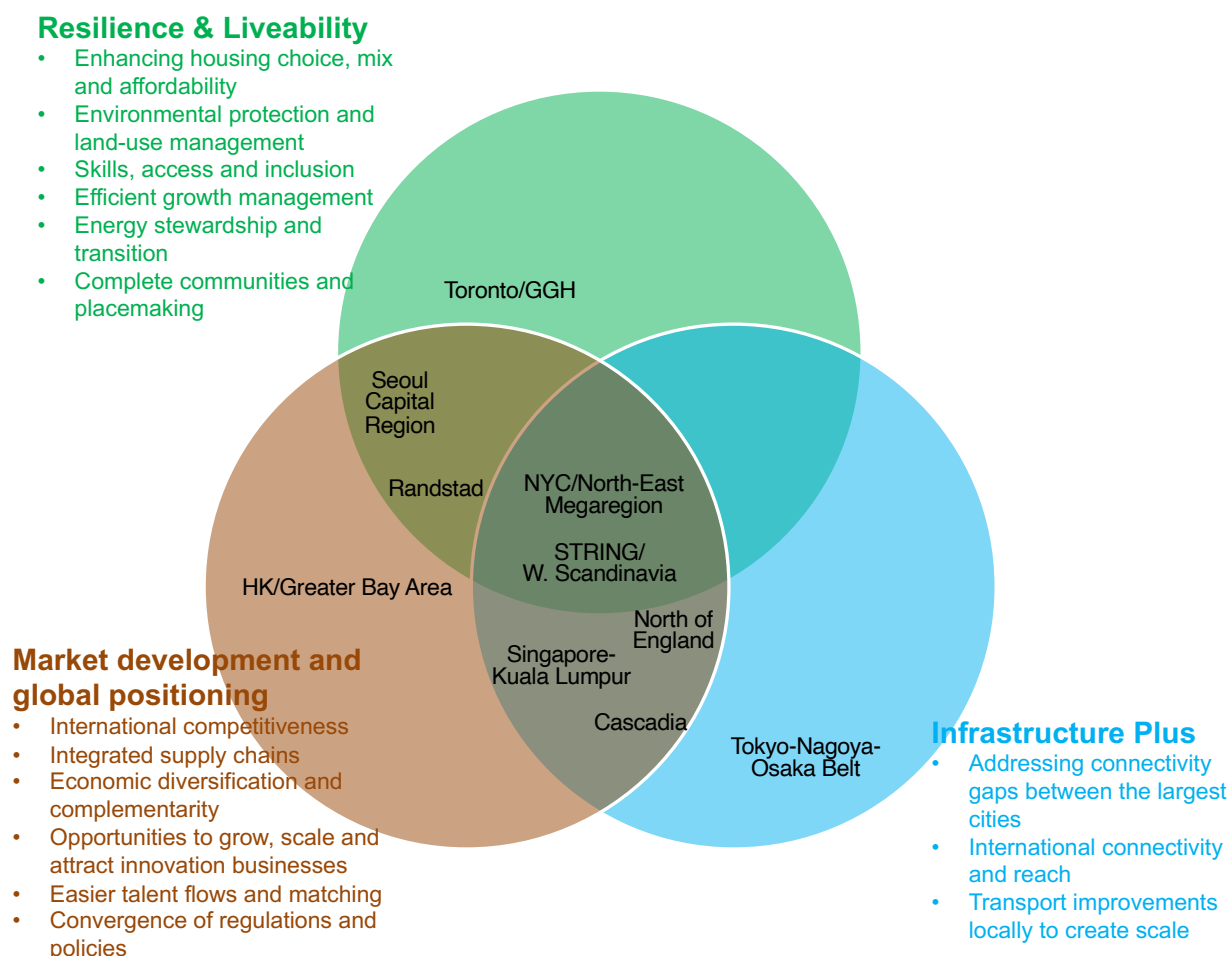 Resilience & Liveability
• Enhancing housing choice, mix
and affordability
• Environmental protection and
land-use management
• Skills, access and inclusion
• Efficient growth management
• Energy stewardship and
transition
• Complete communities and
placemaking
Toronto/GGH
Seoul
Capital
Region
Randstad
NYC/North-East
Megaregion
STRING/
W. Scandinavia
HK/Greater Bay Area
North of
England
Singapore-
Kuala Lumpur
Cascadia
Tokyo-Nagoya-
Osaka Belt
Market development and
global positioning
• International competitiveness
• Integrated supply chains
• Economic diversification and
complementarity
• Opportunities to grow, scale and
attract innovation businesses
• Easier talent flows and matching
• Convergence of regulations and
policies
Infrastructure Plus
• Addressing connectivity
gaps between the largest
cities
• International connectivity
and reach
• Transport improvements
locally to create scale